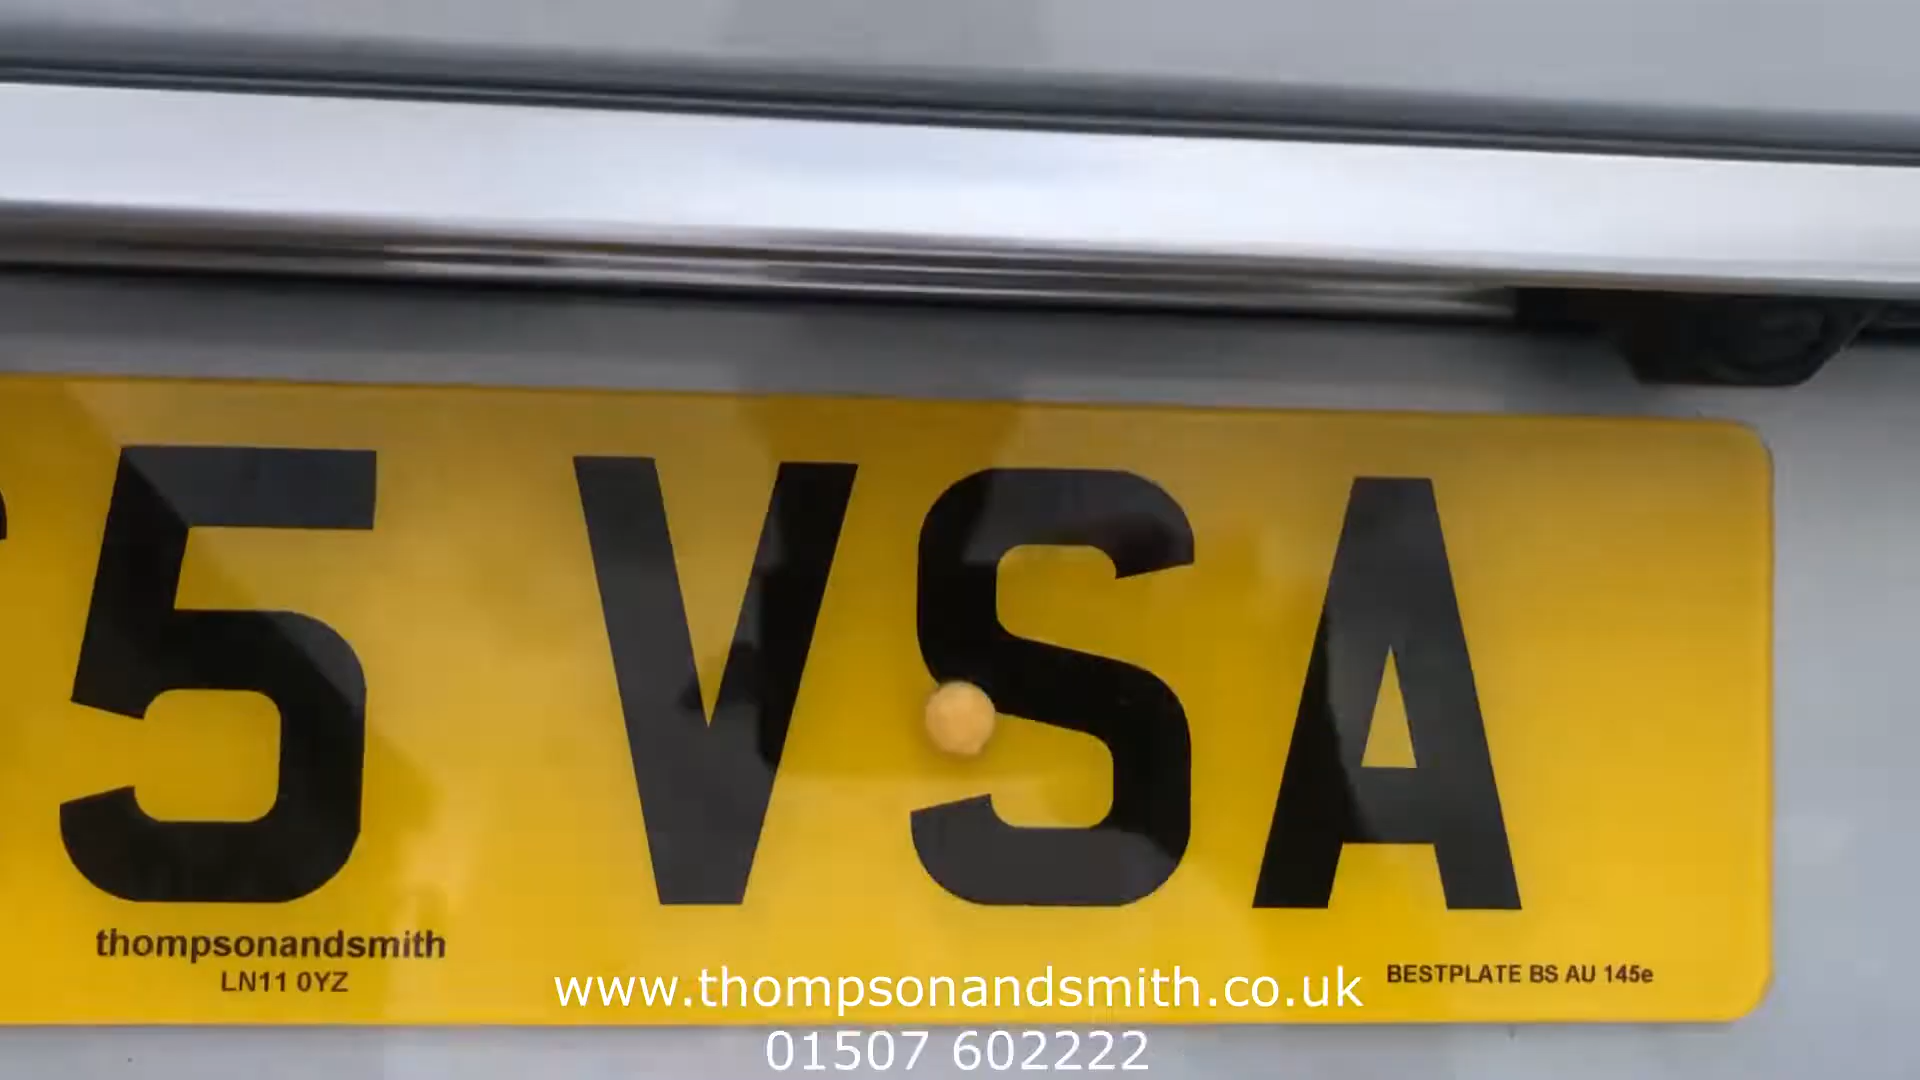 5 VSA
thompsonandsmith
LN11 0YZ
BESTPLATE BS AU 145e
www.thompsonandsmith.co.uk
01507 602222